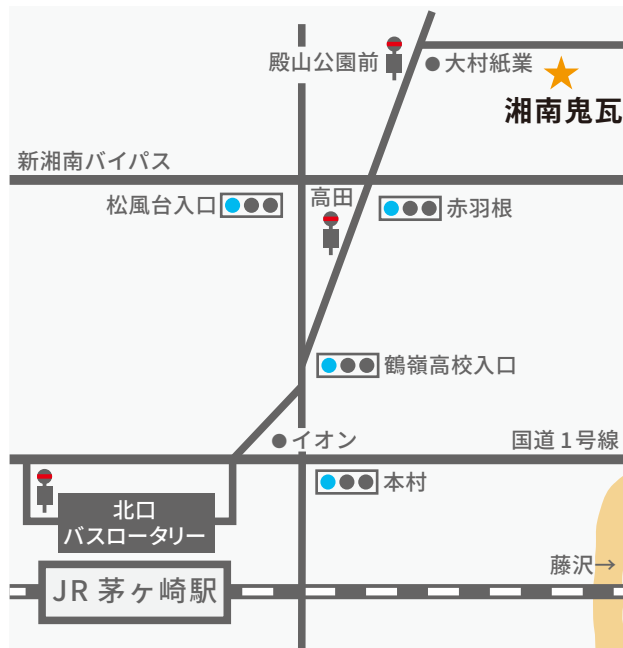 殿山公園前
大村紙業
湘南鬼瓦
新湘南バイパス
松風台入口
高田
赤羽根
鶴嶺高校入口
イオン
国道1号線
本村
北口
バスロータリー
藤沢→
JR 茅ヶ崎駅